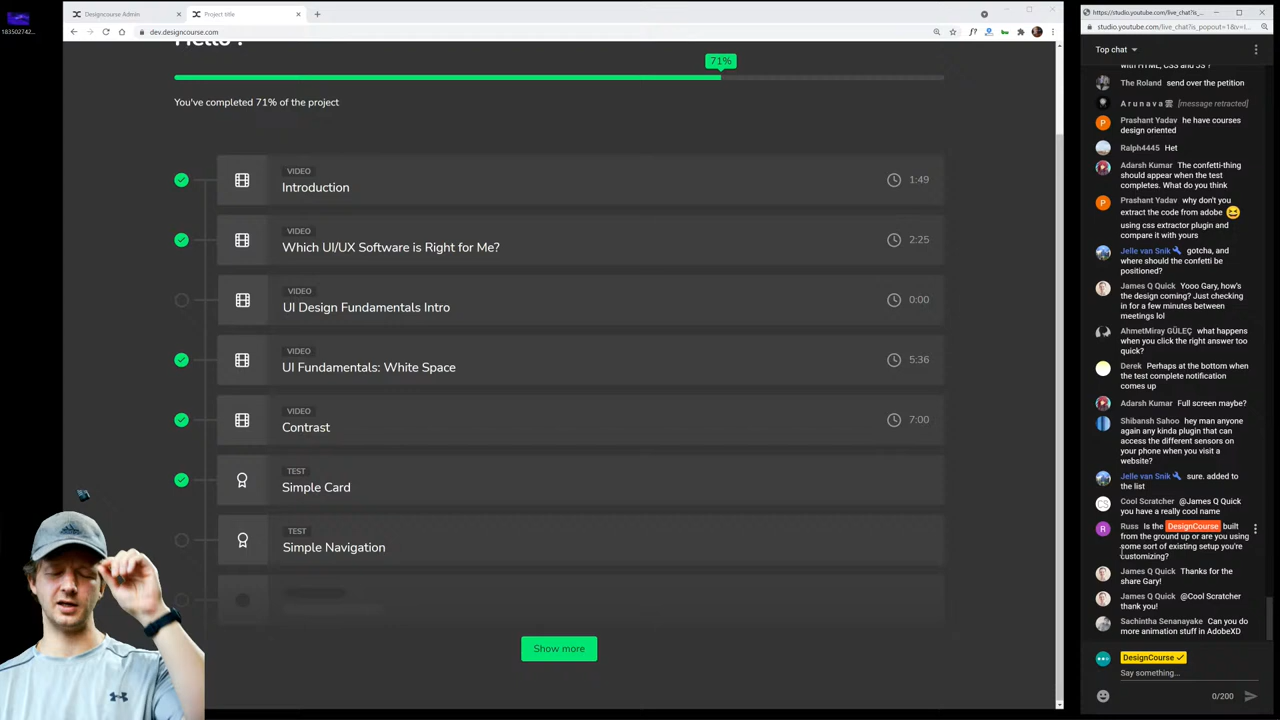 183502742...
Designcourse Admin
Project title
dev.designcourse.com
Hello !
71%
You've completed 71% of the project
VIDEO
Introduction
1:49
VIDEO
Which UI/UX Software is Right for Me?
2:25
VIDEO
UI Design Fundamentals Intro
0:00
VIDEO
UI Fundamentals: White Space
5:36
VIDEO
Contrast
7:00
TEST
Simple Card
TEST
Simple Navigation
Show more
https://studio.youtube.com/live_chat?is_...
studio.youtube.com/live_chat?is_popout=1&v=i...
Top chat
with HTML, CSS and JS ?
The Roland send over the petition
A r u n a v a [message retracted]
Prashant Yadav he have courses
design oriented
Ralph4445 Het
Adarsh Kumar The confetti-thing
should appear when the test
completes. What do you think
Prashant Yadav why don't you
extract the code from adobe
using css extractor plugin and
compare it with yours
Jelle van Snik gotcha, and
where should the confetti be
positioned?
James Q Quick Yooo Gary, how's
the design coming? Just checking
in for a few minutes between
meetings lol
AhmetMiray GÜLEÇ what happens
when you click the right answer too
quick?
Derek Perhaps at the bottom when
the test complete notification
comes up
Adarsh Kumar Full screen maybe?
Shibansh Sahoo hey man anyone
again any kinda plugin that can
access the different sensors on
your phone when you visit a
website?
Jelle van Snik sure. added to
the list
Cool Scratcher @James Q Quick
you have a really cool name
Russ Is the DesignCourse built
from the ground up or are you using
some sort of existing setup you're
customizing?
James Q Quick Thanks for the
share Gary!
James Q Quick @Cool Scratcher
thank you!
Sachintha Senanayake Can you do
more animation stuff in AdobeXD
DesignCourse
Say something...
0/200